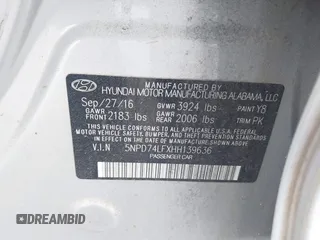 MANUFACTURED BY
HYUNDAI MOTOR MANUFACTURING ALABAMA, LLC
Sep/27/16 GVWR 3924 lbs PAINT YB
GAWR FRONT 2183 lbs GAWR REAR 2006 lbs TRIM PK
THIS VEHICLE CONFORMS TO ALL APPLICABLE U.S. FEDERAL MOTOR
VEHICLE SAFETY, BUMPER, AND THEFT PREVENTION STANDARDS
IN EFFECT ON THE DATE OF MANUFACTURE SHOWN ABOVE.
V.I.N 5NPD74LFXHH139636
PASSENGER CAR
DREAMBID